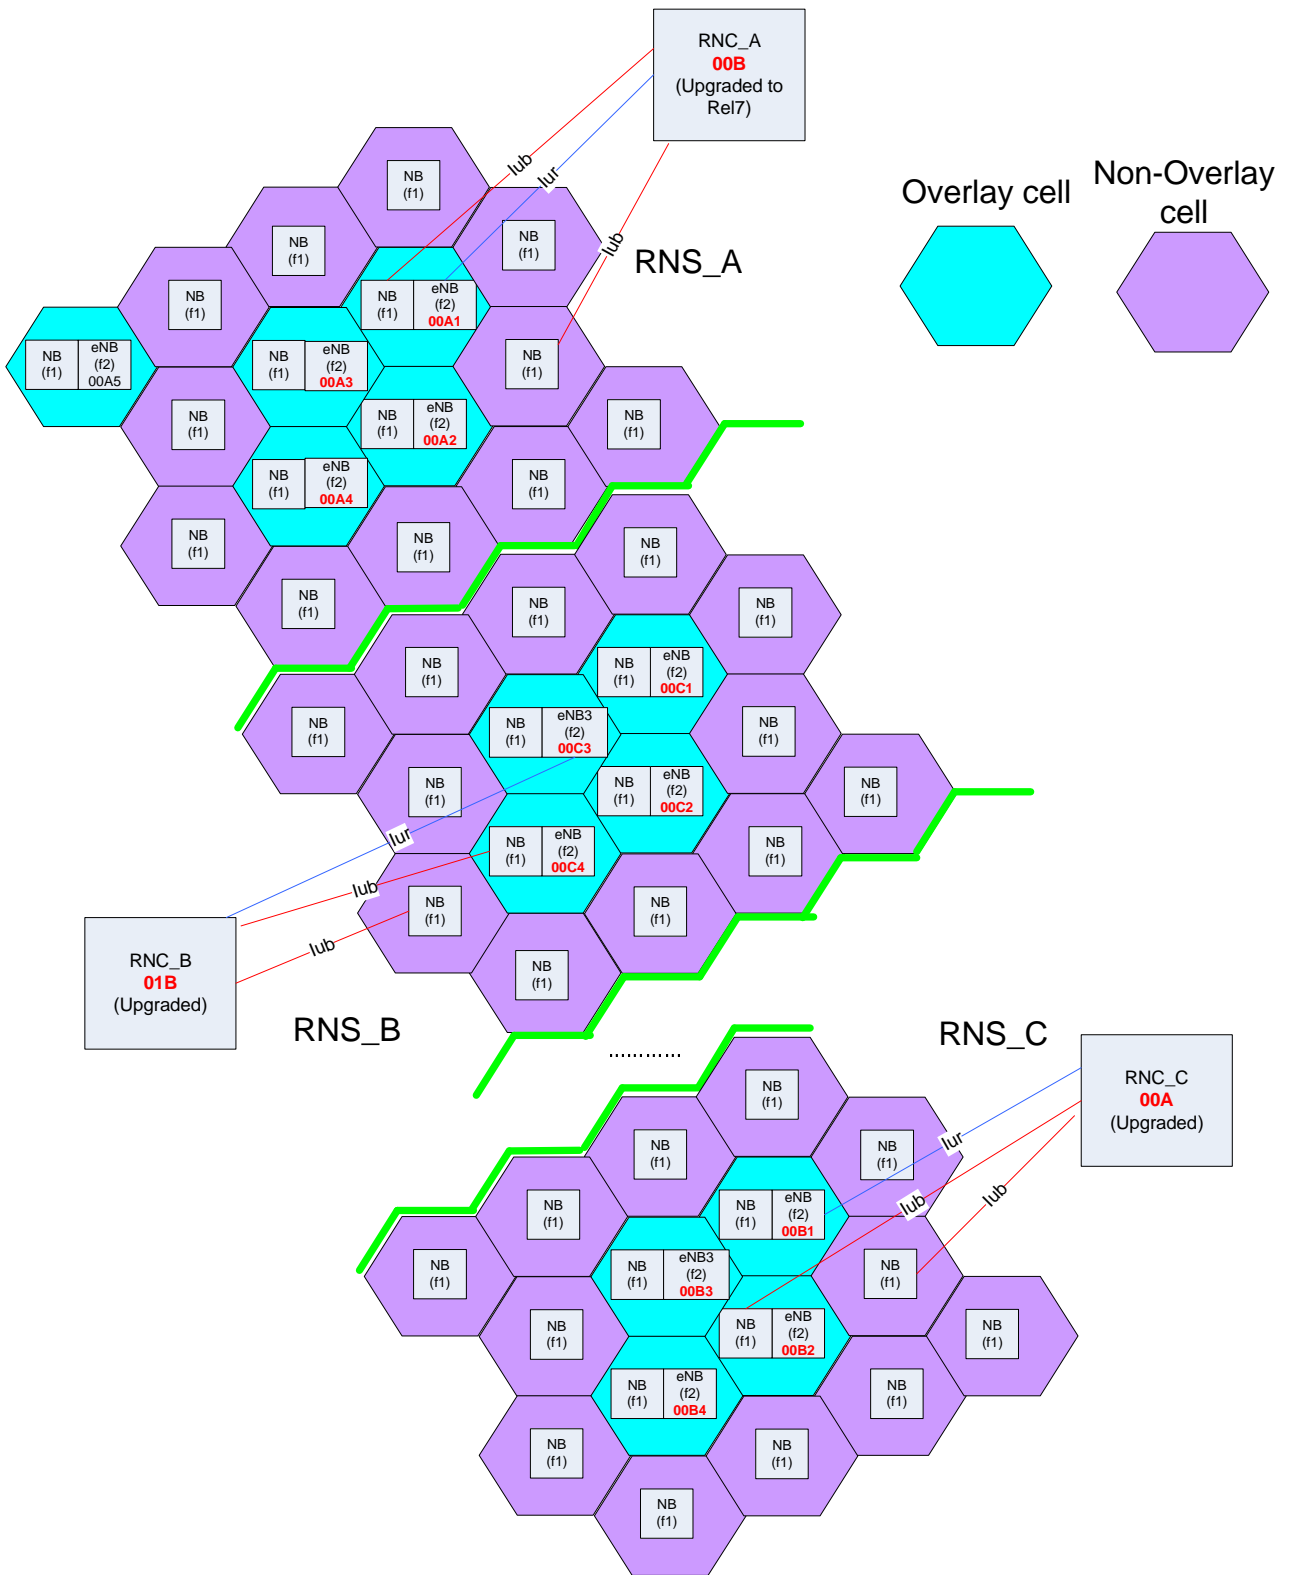 RNC_A
00B
(Upgraded to
Rel7)
Iub
Iur
Iub
Overlay cell
Non-Overlay
cell
RNS_A
NB
(f1)
NB
(f1)
NB
(f1)
NB
(f1)
NB
(f1)
eNB
(f2)
00A1
NB
(f1)
eNB
(f2)
00A5
NB
(f1)
eNB
(f2)
00A3
NB
(f1)
NB
(f1)
NB
(f1)
eNB
(f2)
00A2
NB
(f1)
NB
(f1)
eNB
(f2)
00A4
NB
(f1)
NB
(f1)
NB
(f1)
NB
(f1)
NB
(f1)
NB
(f1)
NB
(f1)
NB
(f1)
NB
(f1)
eNB
(f2)
00C1
NB
(f1)
NB
(f1)
eNB3
(f2)
00C3
NB
(f1)
NB
(f1)
NB
(f1)
eNB
(f2)
00C2
NB
(f1)
NB
(f1)
eNB
(f2)
00C4
NB
(f1)
NB
(f1)
NB
(f1)
NB
(f1)
Iur
Iub
Iub
RNC_B
01B
(Upgraded)
RNS_B
............
RNS_C
RNC_C
00A
(Upgraded)
Iur
Iub
Iub
NB
(f1)
NB
(f1)
NB
(f1)
NB
(f1)
NB
(f1)
eNB
(f2)
00B1
NB
(f1)
NB
(f1)
eNB3
(f2)
00B3
NB
(f1)
NB
(f1)
NB
(f1)
eNB
(f2)
00B2
NB
(f1)
NB
(f1)
eNB
(f2)
00B4
NB
(f1)
NB
(f1)
NB
(f1)
NB
(f1)